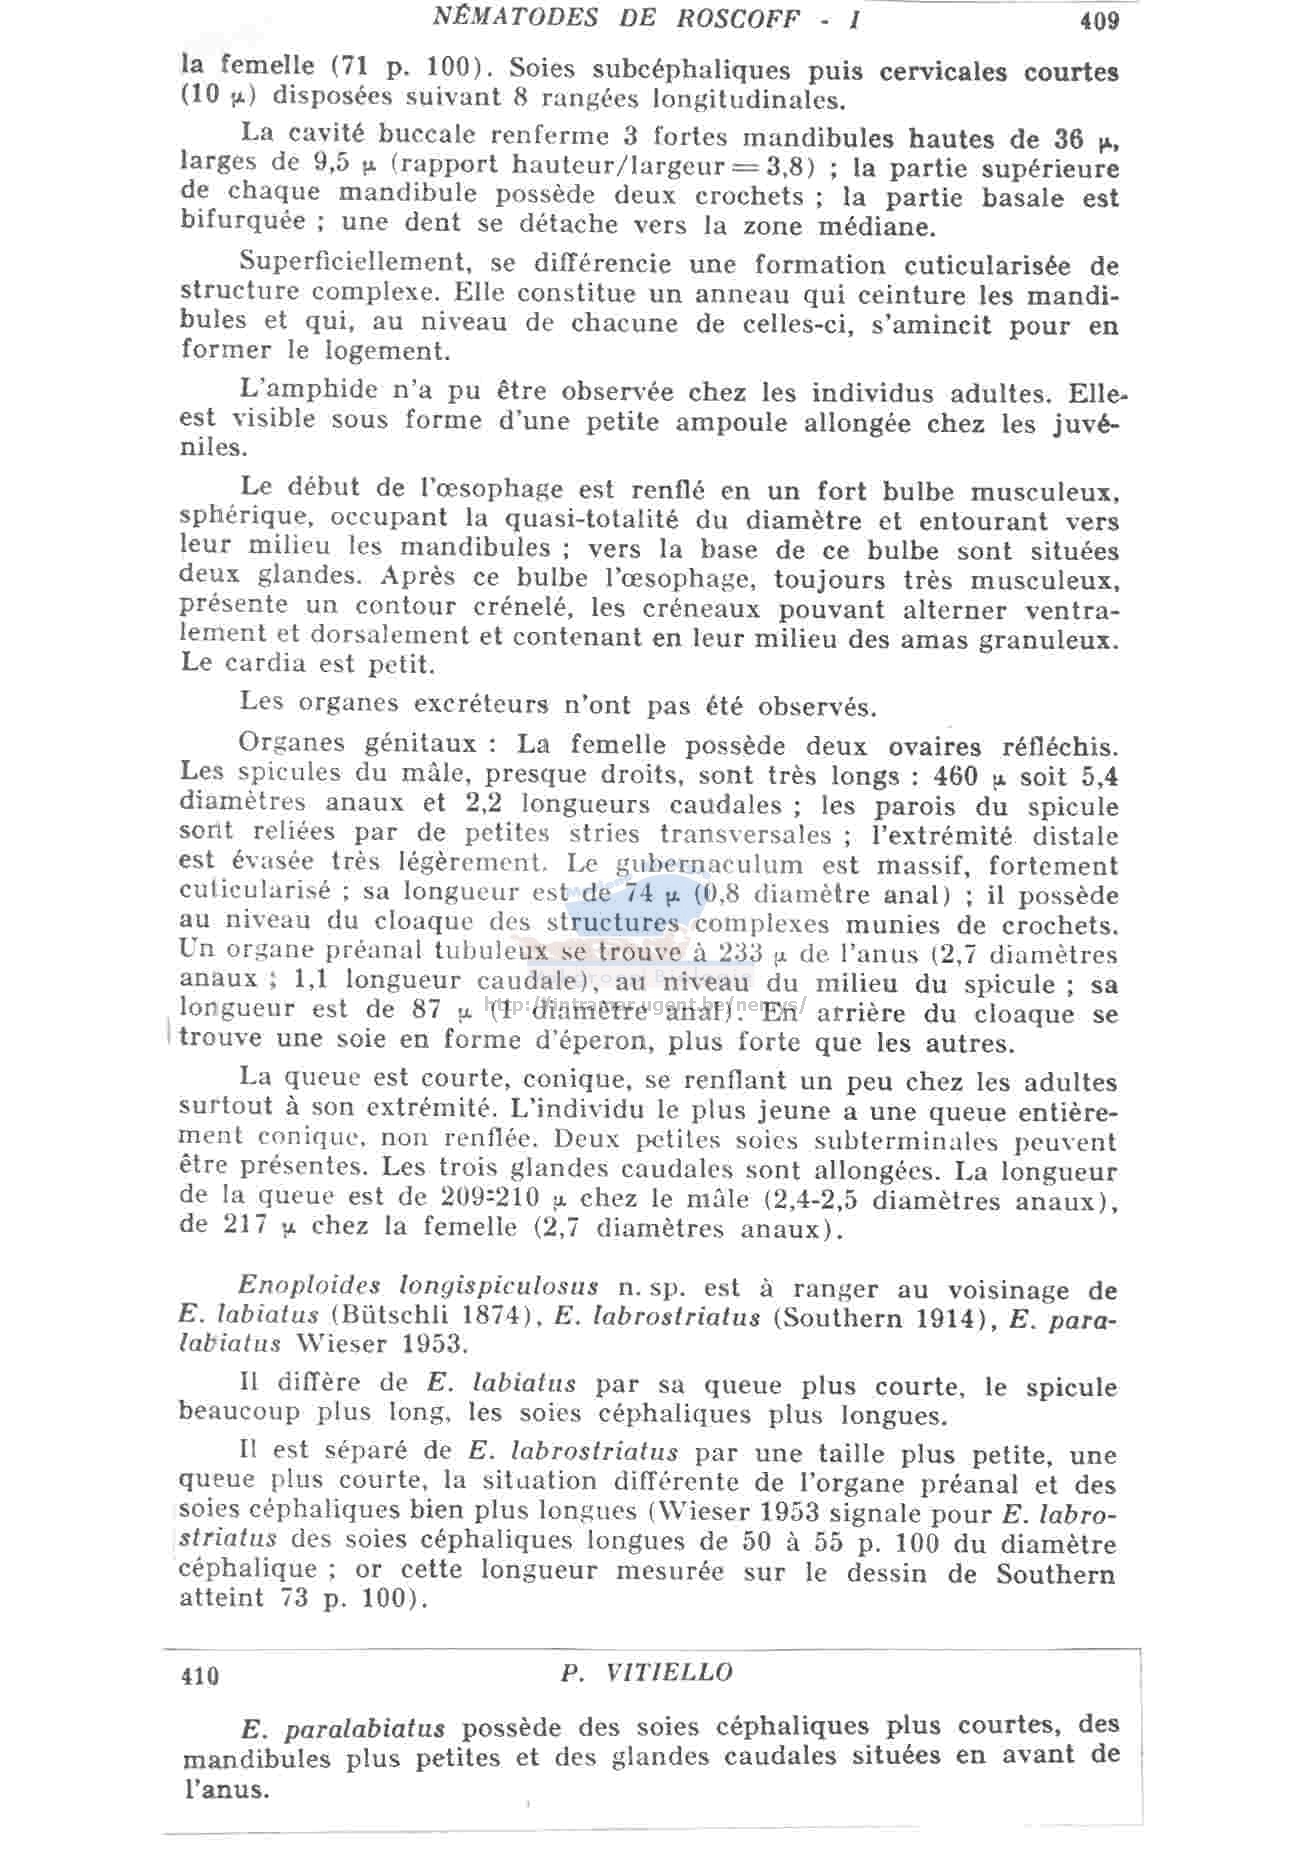 NÉMATODES DE ROSCOFF - I 409
la femelle (71 p. 100). Soies subcéphaliques puis cervicales courtes
(10 µ) disposées suivant 8 rangées longitudinales.
La cavité buccale renferme 3 fortes mandibules hautes de 36 µ,
larges de 9,5 µ (rapport hauteur/largeur = 3,8) ; la partie supérieure
de chaque mandibule possède deux crochets ; la partie basale est
bifurquée ; une dent se détache vers la zone médiane.
Superficiellement, se différencie une formation cuticularisée de
structure complexe. Elle constitue un anneau qui ceinture les mandi-
bules et qui, au niveau de chacune de celles-ci, s'amincit pour en
former le logement.
L'amphide n'a pu être observée chez les individus adultes. Elle
est visible sous forme d'une petite ampoule allongée chez les juvé-
niles.
Le début de l'œsophage est renflé en un fort bulbe musculeux,
sphérique, occupant la quasi-totalité du diamètre et entourant vers
leur milieu les mandibules ; vers la base de ce bulbe sont situées
deux glandes. Après ce bulbe l'œsophage, toujours très musculeux,
présente un contour crénelé, les créneaux pouvant alterner ventra-
lement et dorsalement et contenant en leur milieu des amas granuleux.
Le cardia est petit.
Les organes excréteurs n'ont pas été observés.
Organes génitaux : La femelle possède deux ovaires réfléchis.
Les spicules du mâle, presque droits, sont très longs : 460 µ soit 5,4
diamètres anaux et 2,2 longueurs caudales ; les parois du spicule
sont reliées par de petites stries transversales ; l'extrémité distale
est évasée très légèrement. Le gubernaculum est massif, fortement
cuticularisé ; sa longueur est de 74 µ (0,8 diamètre anal) ; il possède
au niveau du cloaque des structures complexes munies de crochets.
Un organe préanal tubuleux se trouve à 233 µ de l'anus (2,7 diamètres
anaux ; 1,1 longueur caudale), au niveau du milieu du spicule ; sa
longueur est de 87 µ (1 diamètre anal). En arrière du cloaque se
http://intramar.ugent.be/nemys/
trouve une soie en forme d'éperon, plus forte que les autres.
La queue est courte, conique, se renflant un peu chez les adultes
surtout à son extrémité. L'individu le plus jeune a une queue entière-
ment conique, non renflée. Deux petites soies subterminales peuvent
être présentes. Les trois glandes caudales sont allongées. La longueur
de la queue est de 209-210 µ chez le mâle (2,4-2,5 diamètres anaux),
de 217 µ chez la femelle (2,7 diamètres anaux).
Enoploides longispiculosus n. sp. est à ranger au voisinage de
E. labiatus (Bütschli 1874), E. labrostriatus (Southern 1914), E. para-
labiatus Wieser 1953.
Il diffère de E. labiatus par sa queue plus courte, le spicule
beaucoup plus long, les soies céphaliques plus longues.
Il est séparé de E. labrostriatus par une taille plus petite, une
queue plus courte, la situation différente de l'organe préanal et des
soies céphaliques bien plus longues (Wieser 1953 signale pour E. labro-
striatus des soies céphaliques longues de 50 à 55 p. 100 du diamètre
céphalique ; or cette longueur mesurée sur le dessin de Southern
atteint 73 p. 100).
410 P. VITIELLO
E. paralabiatus possède des soies céphaliques plus courtes, des
mandibules plus petites et des glandes caudales situées en avant de
l'anus.